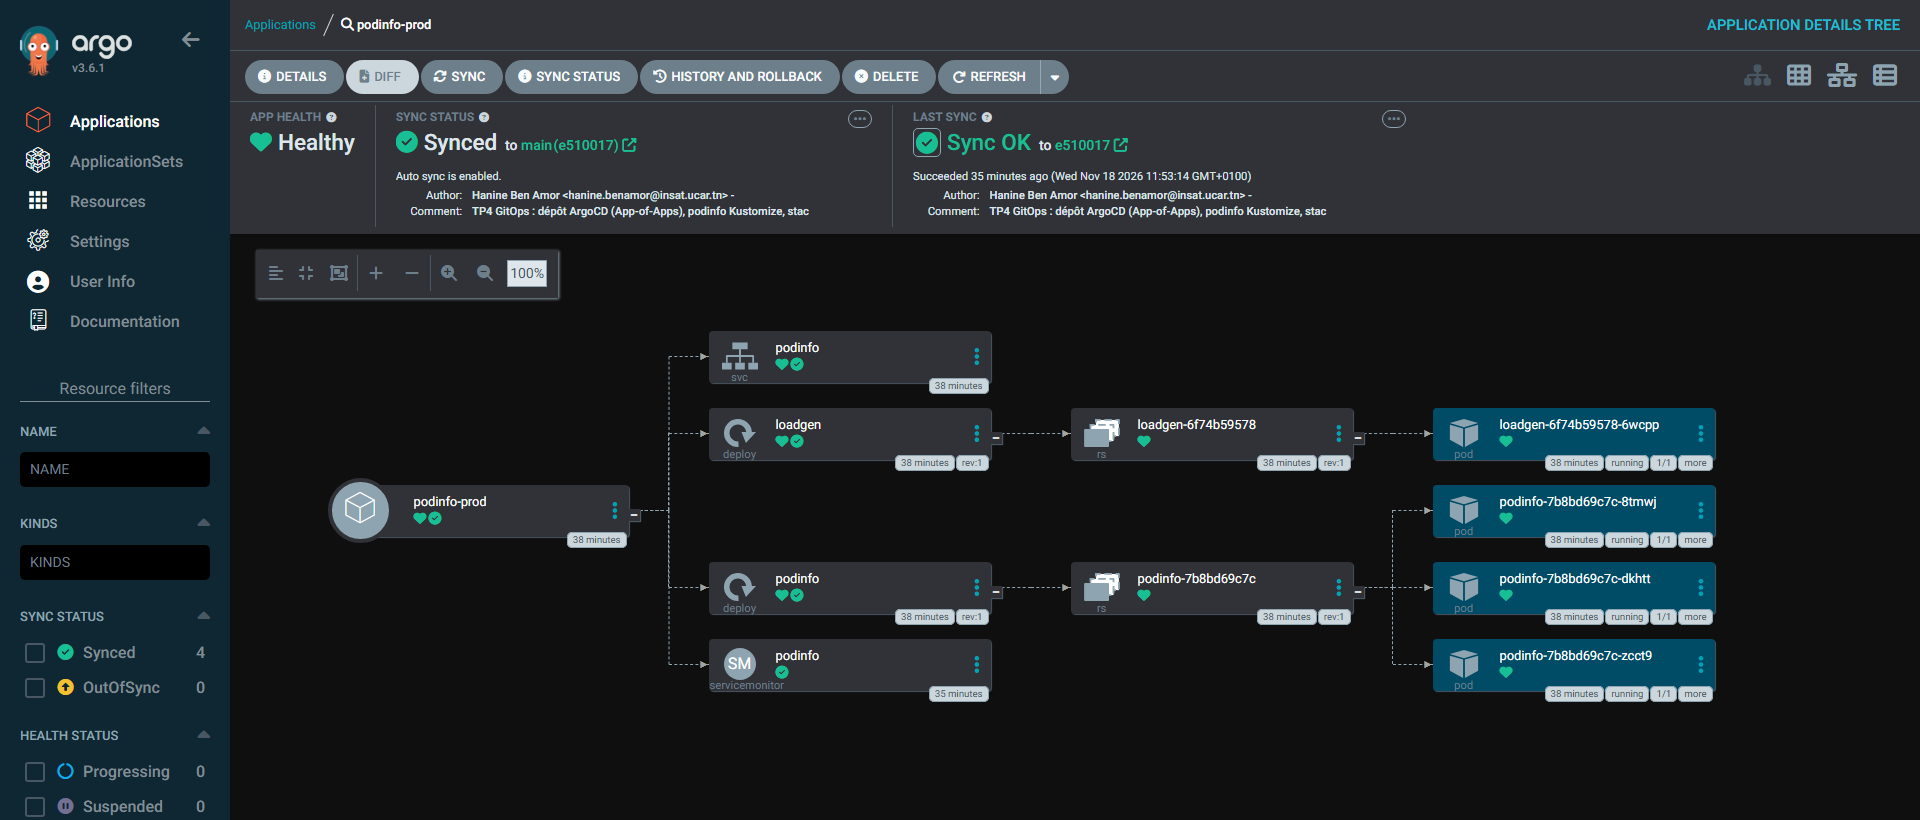 argo
v3.6.1
Applications
ApplicationSets
Resources
Settings
User Info
Documentation
Resource filters
NAME
NAME
KINDS
KINDS
SYNC STATUS
Synced 4
OutOfSync 0
HEALTH STATUS
Progressing 0
Suspended 0
Applications / podinfo-prod
APPLICATION DETAILS TREE
DETAILS DIFF SYNC SYNC STATUS HISTORY AND ROLLBACK DELETE REFRESH
APP HEALTH
Healthy
SYNC STATUS
Synced to main (e510017)
Auto sync is enabled.
Author: Hanine Ben Amor <hanine.benamor@insat.ucar.tn> -
Comment: TP4 GitOps : dépôt ArgoCD (App-of-Apps), podinfo Kustomize, stac
LAST SYNC
Sync OK to e510017
Succeeded 35 minutes ago (Wed Nov 18 2026 11:53:14 GMT+0100)
Author: Hanine Ben Amor <hanine.benamor@insat.ucar.tn> -
Comment: TP4 GitOps : dépôt ArgoCD (App-of-Apps), podinfo Kustomize, stac
100%
podinfo-prod
38 minutes
podinfo
svc
38 minutes
loadgen
deploy
38 minutes rev:1
loadgen-6f74b59578
rs
38 minutes rev:1
loadgen-6f74b59578-6wcpp
pod
38 minutes running 1/1 more
podinfo-7b8bd69c7c-8tmwj
pod
38 minutes running 1/1 more
podinfo
deploy
38 minutes rev:1
podinfo-7b8bd69c7c
rs
38 minutes rev:1
podinfo-7b8bd69c7c-dkhtt
pod
38 minutes running 1/1 more
SM
podinfo
servicemonitor
35 minutes
podinfo-7b8bd69c7c-zcct9
pod
38 minutes running 1/1 more